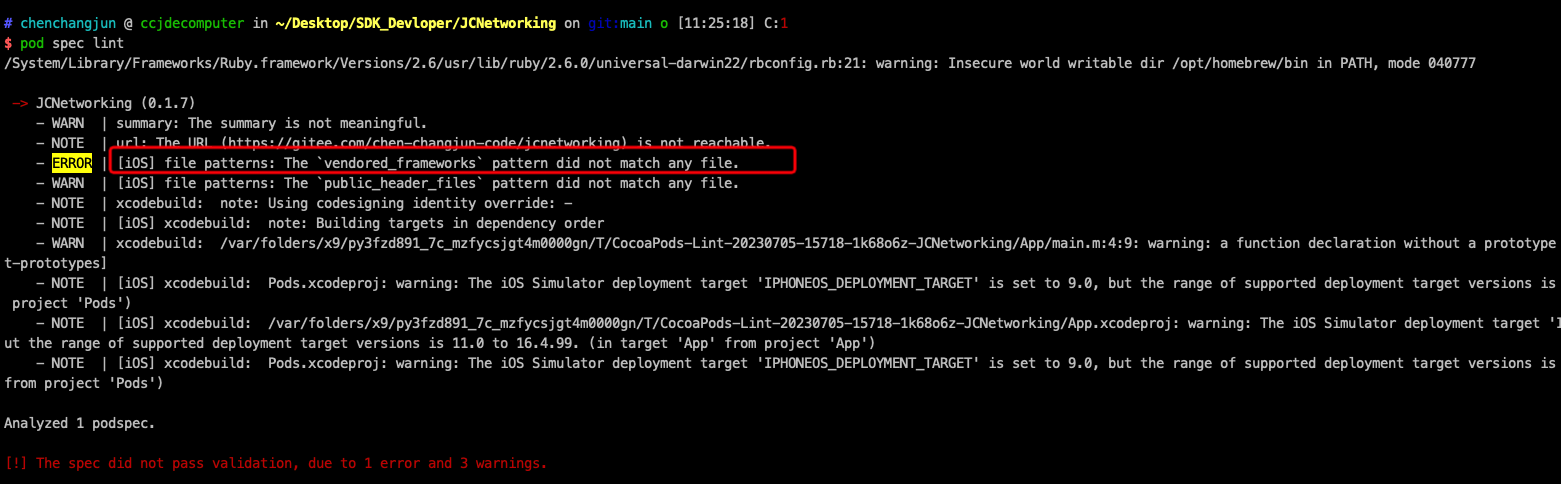 # chenchangjun @ ccjdecomputer in ~/Desktop/SDK_Devloper/JCNetworking on git:main o [11:25:18] C:1
$ pod spec lint
/System/Library/Frameworks/Ruby.framework/Versions/2.6/usr/lib/ruby/2.6.0/universal-darwin22/rbconfig.rb:21: warning: Insecure world writable dir /opt/homebrew/bin in PATH, mode 040777
-> JCNetworking (0.1.7)
- WARN | summary: The summary is not meaningful.
- NOTE | url: The URL (https://gitee.com/chen-changjun-code/jcnetworking) is not reachable.
- ERROR | [iOS] file patterns: The `vendored_frameworks` pattern did not match any file.
- WARN | [iOS] file patterns: The `public_header_files` pattern did not match any file.
- NOTE | xcodebuild: note: Using codesigning identity override: -
- NOTE | [iOS] xcodebuild: note: Building targets in dependency order
- WARN | xcodebuild: /var/folders/x9/py3fzd891_7c_mzfycsjgt4m0000gn/T/CocoaPods-Lint-20230705-15718-1k68o6z-JCNetworking/App/main.m:4:9: warning: a function declaration without a prototype
t-prototypes]
- NOTE | [iOS] xcodebuild: Pods.xcodeproj: warning: The iOS Simulator deployment target 'IPHONEOS_DEPLOYMENT_TARGET' is set to 9.0, but the range of supported deployment target versions is
project 'Pods')
- NOTE | [iOS] xcodebuild: /var/folders/x9/py3fzd891_7c_mzfycsjgt4m0000gn/T/CocoaPods-Lint-20230705-15718-1k68o6z-JCNetworking/App.xcodeproj: warning: The iOS Simulator deployment target 'I
ut the range of supported deployment target versions is 11.0 to 16.4.99. (in target 'App' from project 'App')
- NOTE | [iOS] xcodebuild: Pods.xcodeproj: warning: The iOS Simulator deployment target 'IPHONEOS_DEPLOYMENT_TARGET' is set to 9.0, but the range of supported deployment target versions is
from project 'Pods')
Analyzed 1 podspec.
[!] The spec did not pass validation, due to 1 error and 3 warnings.